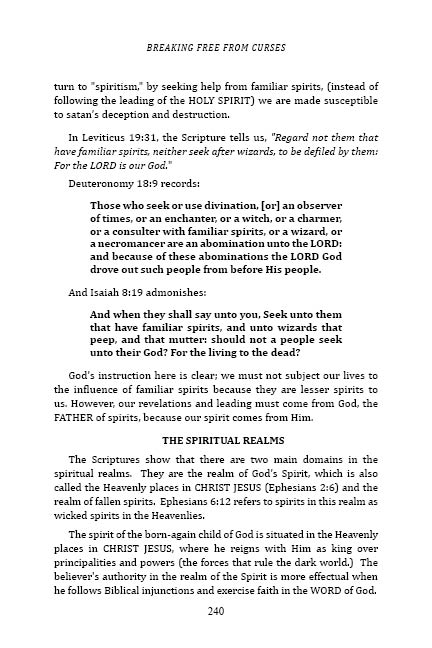 BREAKING FREE FROM CURSES
turn to "spiritism," by seeking help from familiar spirits, (instead of
following the leading of the HOLY SPIRIT) we are made susceptible
to satan's deception and destruction.
In Leviticus 19:31, the Scripture tells us, "Regard not them that
have familiar spirits, neither seek after wizards, to be defiled by them:
For the LORD is our God."
Deuteronomy 18:9 records:
Those who seek or use divination, [or] an observer
of times, or an enchanter, or a witch, or a charmer,
or a consulter with familiar spirits, or a wizard, or
a necromancer are an abomination unto the LORD:
and because of these abominations the LORD God
drove out such people from before His people.
And Isaiah 8:19 admonishes:
And when they shall say unto you, Seek unto them
that have familiar spirits, and unto wizards that
peep, and that mutter: should not a people seek
unto their God? For the living to the dead?
God's instruction here is clear; we must not subject our lives to
the influence of familiar spirits because they are lesser spirits to
us. However, our revelations and leading must come from God, the
FATHER of spirits, because our spirit comes from Him.
THE SPIRITUAL REALMS
The Scriptures show that there are two main domains in the
spiritual realms. They are the realm of God's Spirit, which is also
called the Heavenly places in CHRIST JESUS (Ephesians 2:6) and the
realm of fallen spirits. Ephesians 6:12 refers to spirits in this realm as
wicked spirits in the Heavenlies.
The spirit of the born-again child of God is situated in the Heavenly
places in CHRIST JESUS, where he reigns with Him as king over
principalities and powers (the forces that rule the dark world.) The
believer's authority in the realm of the Spirit is more effectual when
he follows Biblical injunctions and exercise faith in the WORD of God.
240